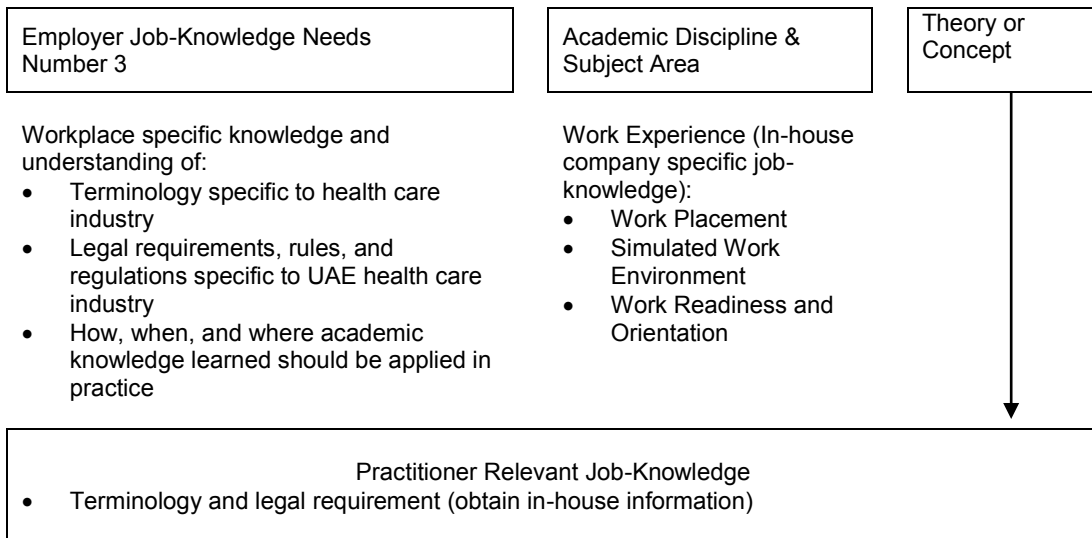 Employer Job-Knowledge Needs
Number 3
Academic Discipline &
Subject Area
Theory or
Concept
Workplace specific knowledge and
understanding of:
• Terminology specific to health care
industry
• Legal requirements, rules, and
regulations specific to UAE health care
industry
• How, when, and where academic
knowledge learned should be applied in
practice
Work Experience (In-house
company specific job-
knowledge):
• Work Placement
• Simulated Work
Environment
• Work Readiness and
Orientation
Practitioner Relevant Job-Knowledge
• Terminology and legal requirement (obtain in-house information)